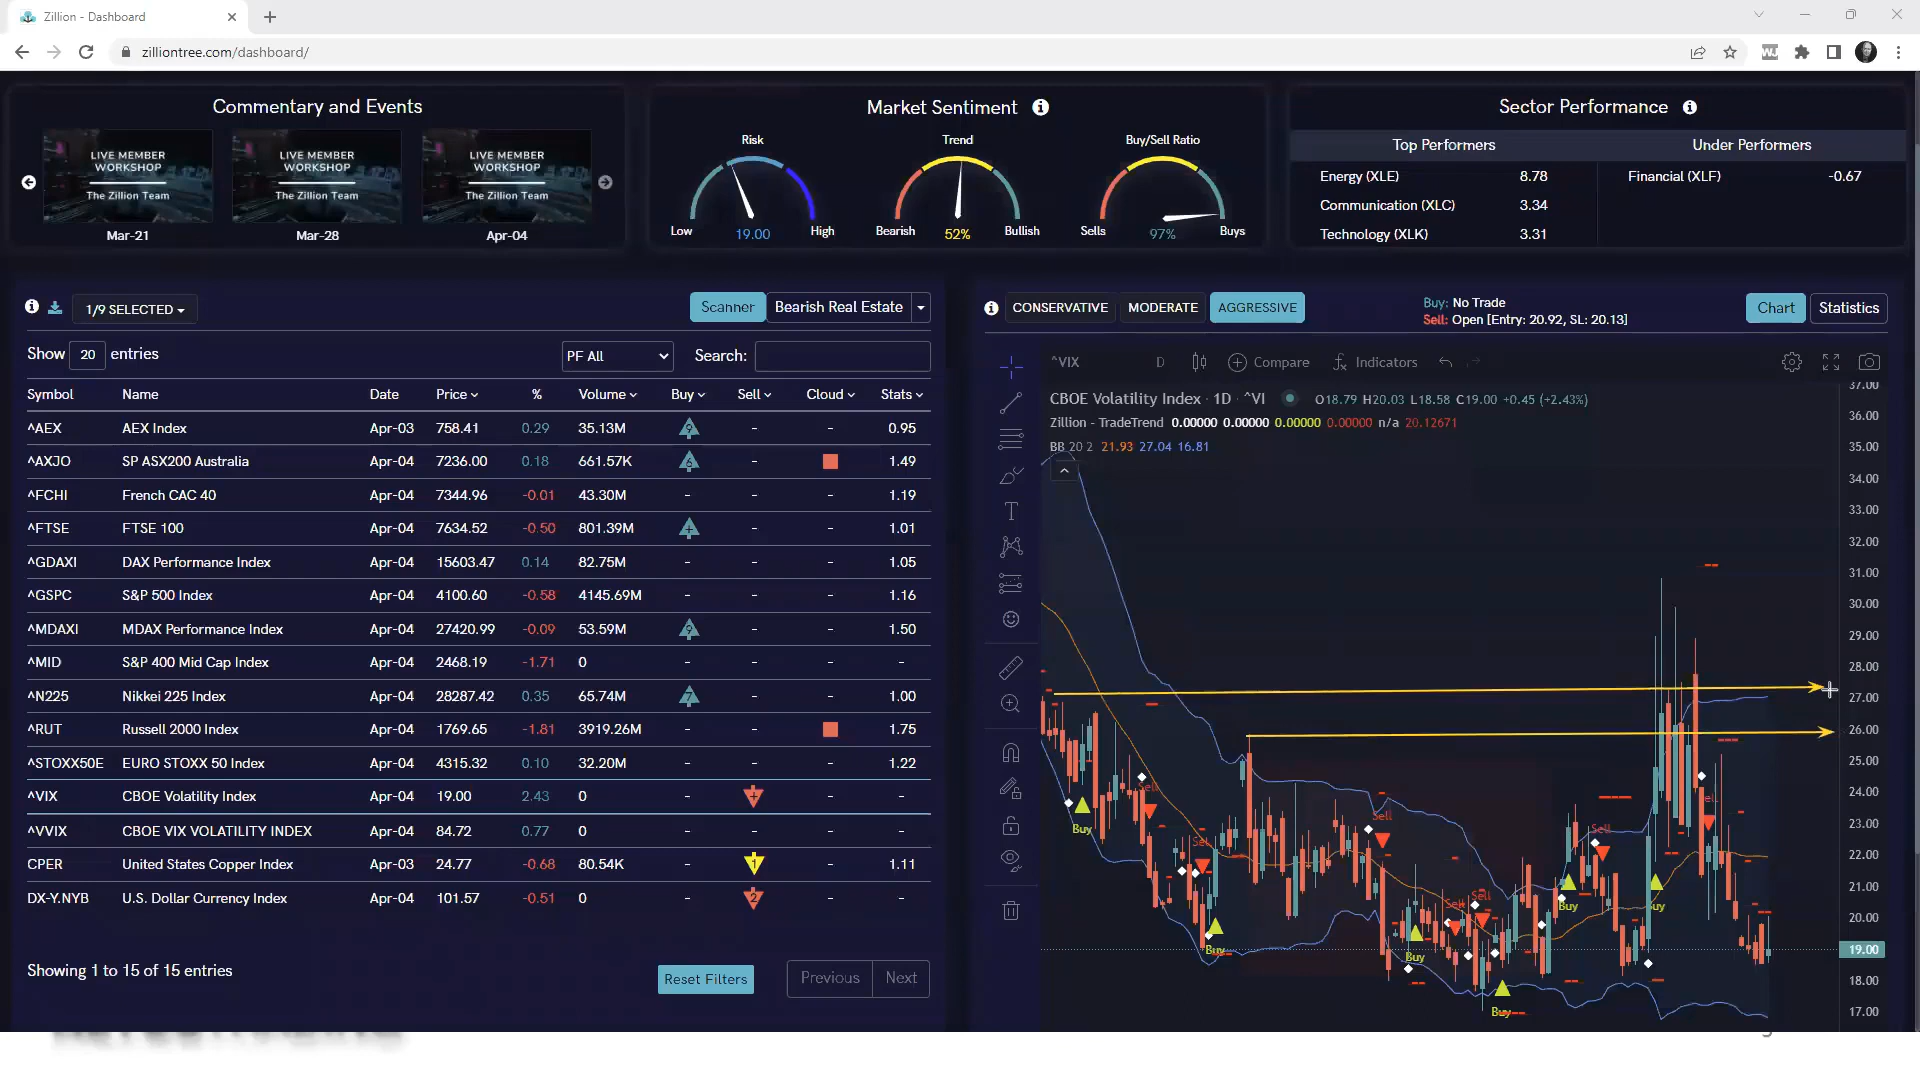 Zillion - Dashboard
zilliontree.com/dashboard/
Commentary and Events
LIVE MEMBER
WORKSHOP
The Zillion Team
Mar-21
LIVE MEMBER
WORKSHOP
The Zillion Team
Mar-28
LIVE MEMBER
WORKSHOP
The Zillion Team
Apr-04
Market Sentiment
Risk
Low 19.00 High
Trend
Bearish 52% Bullish
Buy/Sell Ratio
Sells 97% Buys
Sector Performance
Top Performers Under Performers
Energy (XLE) 8.78 Financial (XLF) -0.67
Communication (XLC) 3.34
Technology (XLK) 3.31
1/9 SELECTED Scanner Bearish Real Estate
Show 20 entries PF All Search:
Symbol Name Date Price % Volume Buy Sell Cloud Stats
^AEX AEX Index Apr-03 758.41 0.29 35.13M 9 - - 0.95
^AXJO SP ASX200 Australia Apr-04 7236.00 0.18 661.57K 6 - 1.49
^FCHI French CAC 40 Apr-04 7344.96 -0.01 43.30M - - - 1.19
^FTSE FTSE 100 Apr-04 7634.52 -0.50 801.39M + - - 1.01
^GDAXI DAX Performance Index Apr-04 15603.47 0.14 82.75M - - - 1.05
^GSPC S&P 500 Index Apr-04 4100.60 -0.58 4145.69M - - - 1.16
^MDAXI MDAX Performance Index Apr-04 27420.99 -0.09 53.59M 9 - - 1.50
^MID S&P 400 Mid Cap Index Apr-04 2468.19 -1.71 0 - - - -
^N225 Nikkei 225 Index Apr-04 28287.42 0.35 65.74M 7 - - 1.00
^RUT Russell 2000 Index Apr-04 1769.65 -1.81 3919.26M - - 1.75
^STOXX50E EURO STOXX 50 Index Apr-04 4315.32 0.10 32.20M - - - 1.22
^VIX CBOE Volatility Index Apr-04 19.00 2.43 0 - + - -
^VVIX CBOE VIX VOLATILITY INDEX Apr-04 84.72 0.77 0 - - - -
CPER United States Copper Index Apr-03 24.77 -0.68 80.54K - 1 - 1.11
DX-Y.NYB U.S. Dollar Currency Index Apr-04 101.57 -0.51 0 - 2 - -
Showing 1 to 15 of 15 entries Reset Filters Previous Next
CONSERVATIVE MODERATE AGGRESSIVE
Buy: No Trade
Sell: Open [Entry: 20.92, SL: 20.13]
Chart Statistics
^VIX D Compare Indicators
CBOE Volatility Index · 1D · ^VI O18.79 H20.03 L18.58 C19.00 +0.45 (+2.43%)
Zillion - TradeTrend 0.00000 0.00000 0.00000 0.00000 n/a 20.12671
BB 20 2 21.93 27.04 16.81
37.00
36.00
35.00
34.00
33.00
32.00
31.00
30.00
29.00
28.00
27.00
26.00
25.00
24.00
23.00
22.00
21.00
20.00
19.00
18.00
17.00
Buy
Sell
Buy
Sell
Buy
Sell
Sell
Buy
Buy
Sell